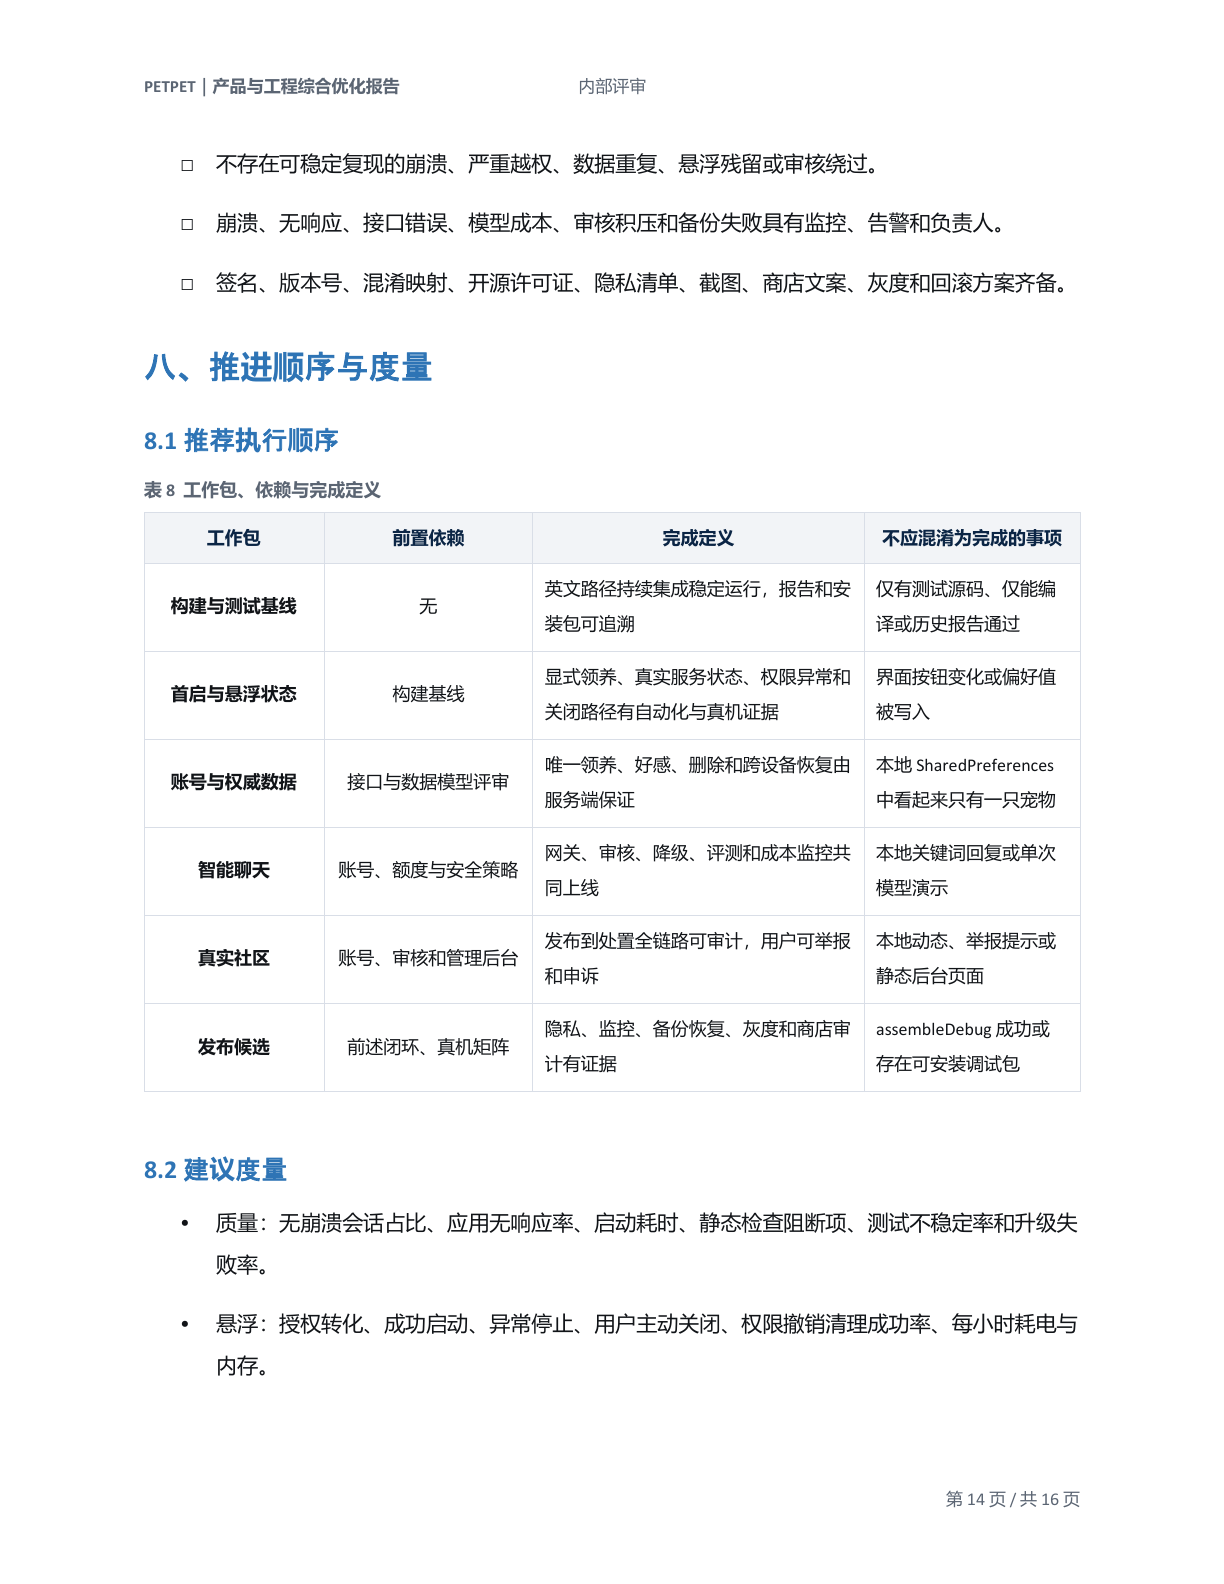 PETPET | 产品与工程综合优化报告
内部评审
□ 不存在可稳定复现的崩溃、严重越权、数据重复、悬浮残留或审核绕过。
□ 崩溃、无响应、接口错误、模型成本、审核积压和备份失败具有监控、告警和负责人。
□ 签名、版本号、混淆映射、开源许可证、隐私清单、截图、商店文案、灰度和回滚方案齐备。
八、推进顺序与度量
8.1 推荐执行顺序
表 8 工作包、依赖与完成定义
工作包 前置依赖 完成定义 不应混淆为完成的事项
构建与测试基线
无
英文路径持续集成稳定运行，报告和安
装包可追溯
仅有测试源码、仅能编
译或历史报告通过
首启与悬浮状态
构建基线
显式领养、真实服务状态、权限异常和
关闭路径有自动化与真机证据
界面按钮变化或偏好值
被写入
账号与权威数据
接口与数据模型评审
唯一领养、好感、删除和跨设备恢复由
服务端保证
本地 SharedPreferences
中看起来只有一只宠物
智能聊天
账号、额度与安全策略
网关、审核、降级、评测和成本监控共
同上线
本地关键词回复或单次
模型演示
真实社区
账号、审核和管理后台
发布到处置全链路可审计，用户可举报
和申诉
本地动态、举报提示或
静态后台页面
发布候选
前述闭环、真机矩阵
隐私、监控、备份恢复、灰度和商店审
计有证据
assembleDebug 成功或
存在可安装调试包
8.2 建议度量
• 质量：无崩溃会话占比、应用无响应率、启动耗时、静态检查阻断项、测试不稳定率和升级失
败率。
• 悬浮：授权转化、成功启动、异常停止、用户主动关闭、权限撤销清理成功率、每小时耗电与
内存。
第 14 页 / 共 16 页